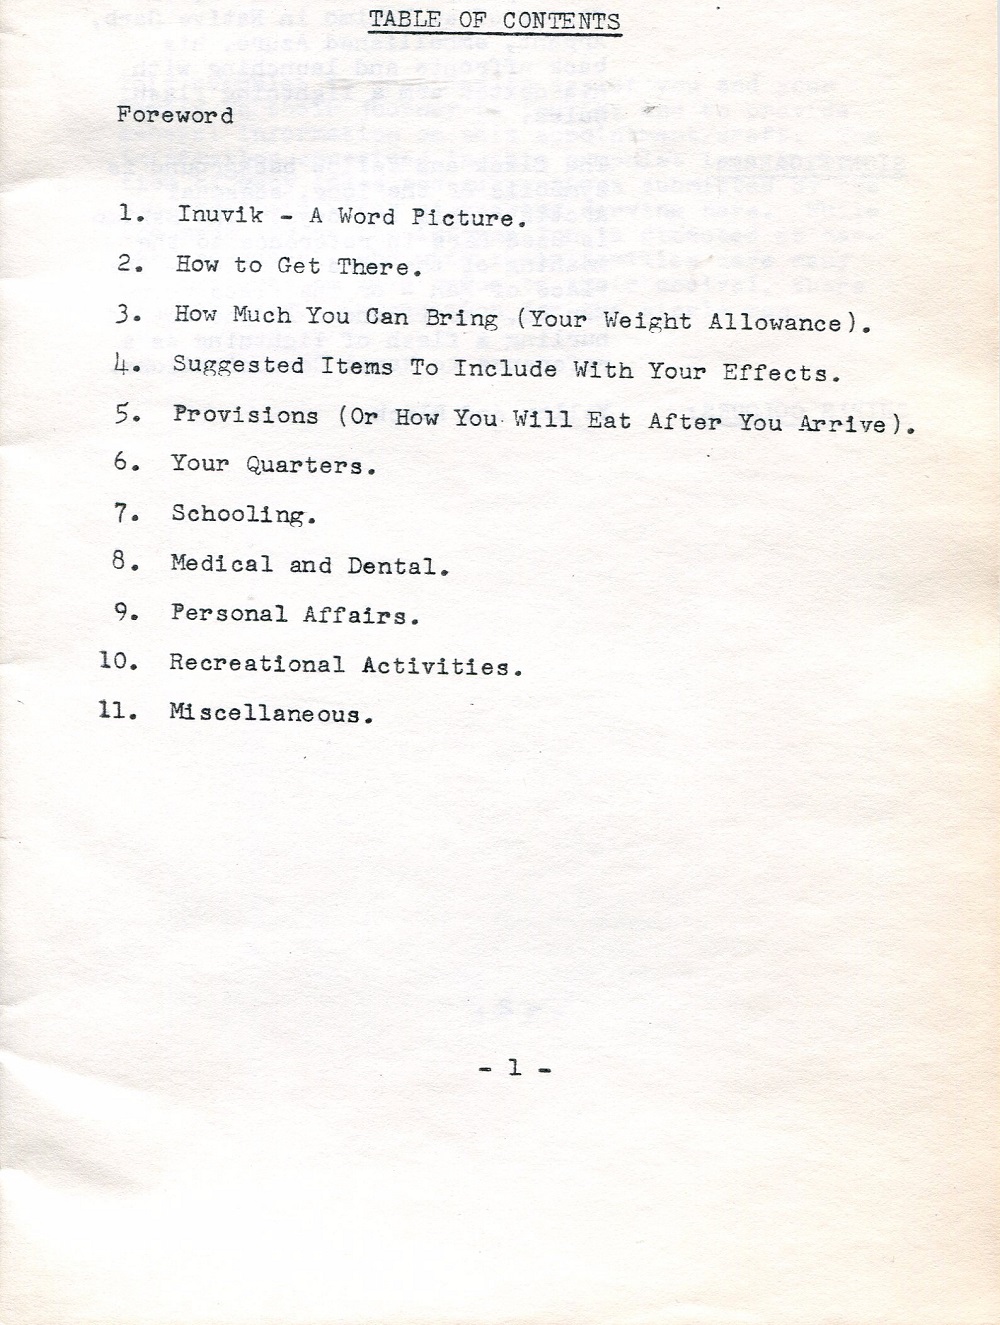 TABLE OF CONTENTS
Foreword
1. Inuvik - A Word Picture.
2. How to Get There.
3. How Much You Can Bring (Your Weight Allowance).
4. Suggested Items To Include With Your Effects.
5. Provisions (Or How You Will Eat After You Arrive).
6. Your Quarters.
7. Schooling.
8. Medical and Dental.
9. Personal Affairs.
10. Recreational Activities.
11. Miscellaneous.
- 1 -